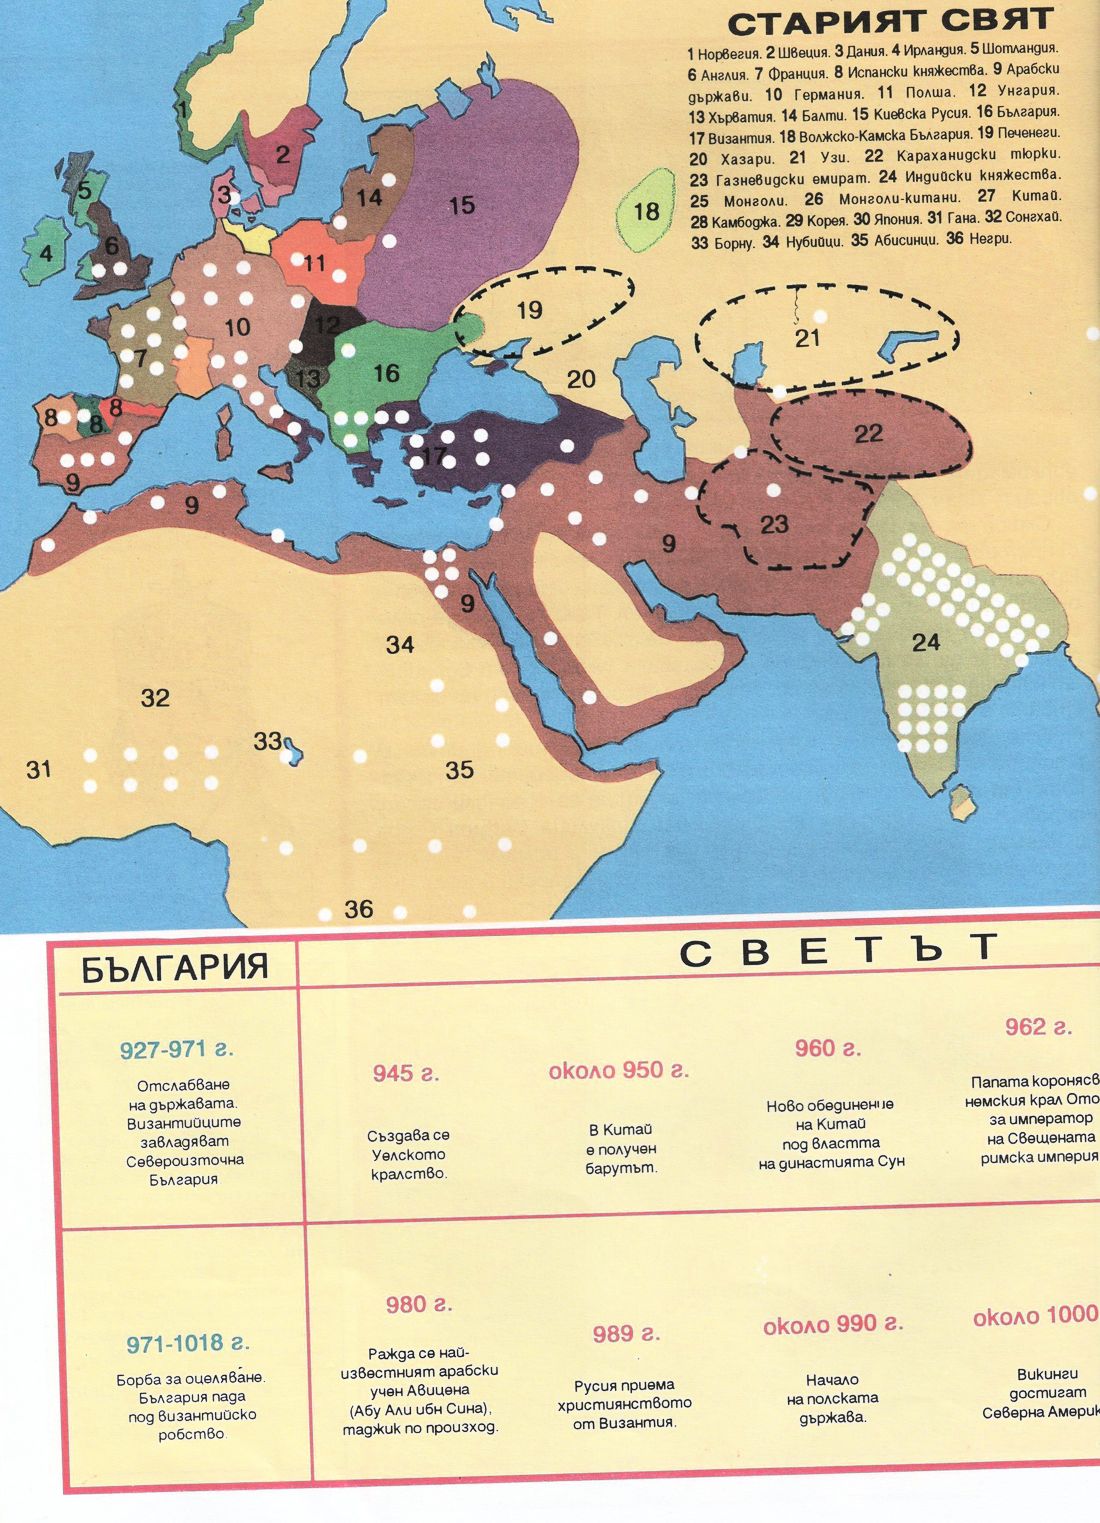 СТАРИЯТ СВЯТ
1 Норвегия. 2 Швеция. 3 Дания. 4 Ирландия. 5 Шотландия.
6 Англия. 7 Франция. 8 Испански княжества. 9 Арабски
държави. 10 Германия. 11 Полша. 12 Унгария.
13 Хърватия. 14 Балти. 15 Киевска Русия. 16 България.
17 Византия. 18 Волжско-Камска България. 19 Печенеги.
20 Хазари. 21 Узи. 22 Караханидски тюрки.
23 Газневидски емират. 24 Индийски княжества.
25 Монголи. 26 Монголи-китани. 27 Китай.
28 Камбоджа. 29 Корея. 30 Япония. 31 Гана. 32 Сонгхай.
33 Борну. 34 Нубийци. 35 Абисинци. 36 Негри.
1
2
3
14
15
5
18
4
6
11
19
10
12
21
7
13
16
20
8
8
8
22
17
9
9
23
9
9
24
34
32
33
31
35
36
БЪЛГАРИЯ
СВЕТЪТ
927-971 г.
Отслабване
на държавата.
Византийците
завладяват
Североизточна
България
945 г.
Създава се
Уелското
кралство.
около 950 г.
В Китай
е получен
барутът.
960 г.
Ново обединение
на Китай
под властта
на династията Сун
962 г.
Папата коронясв
немския крал Ото
за император
на Свещената
римска империя
971-1018 г.
Борба за оцеляване.
България пада
под византийско
робство.
980 г.
Ражда се най-
известният арабски
учен Авицена
(Абу Али ибн Сина),
таджик по произход.
989 г.
Русия приема
християнството
от Византия.
около 990 г.
Начало
на полската
държава.
около 1000
Викинги
достигат
Северна Америк